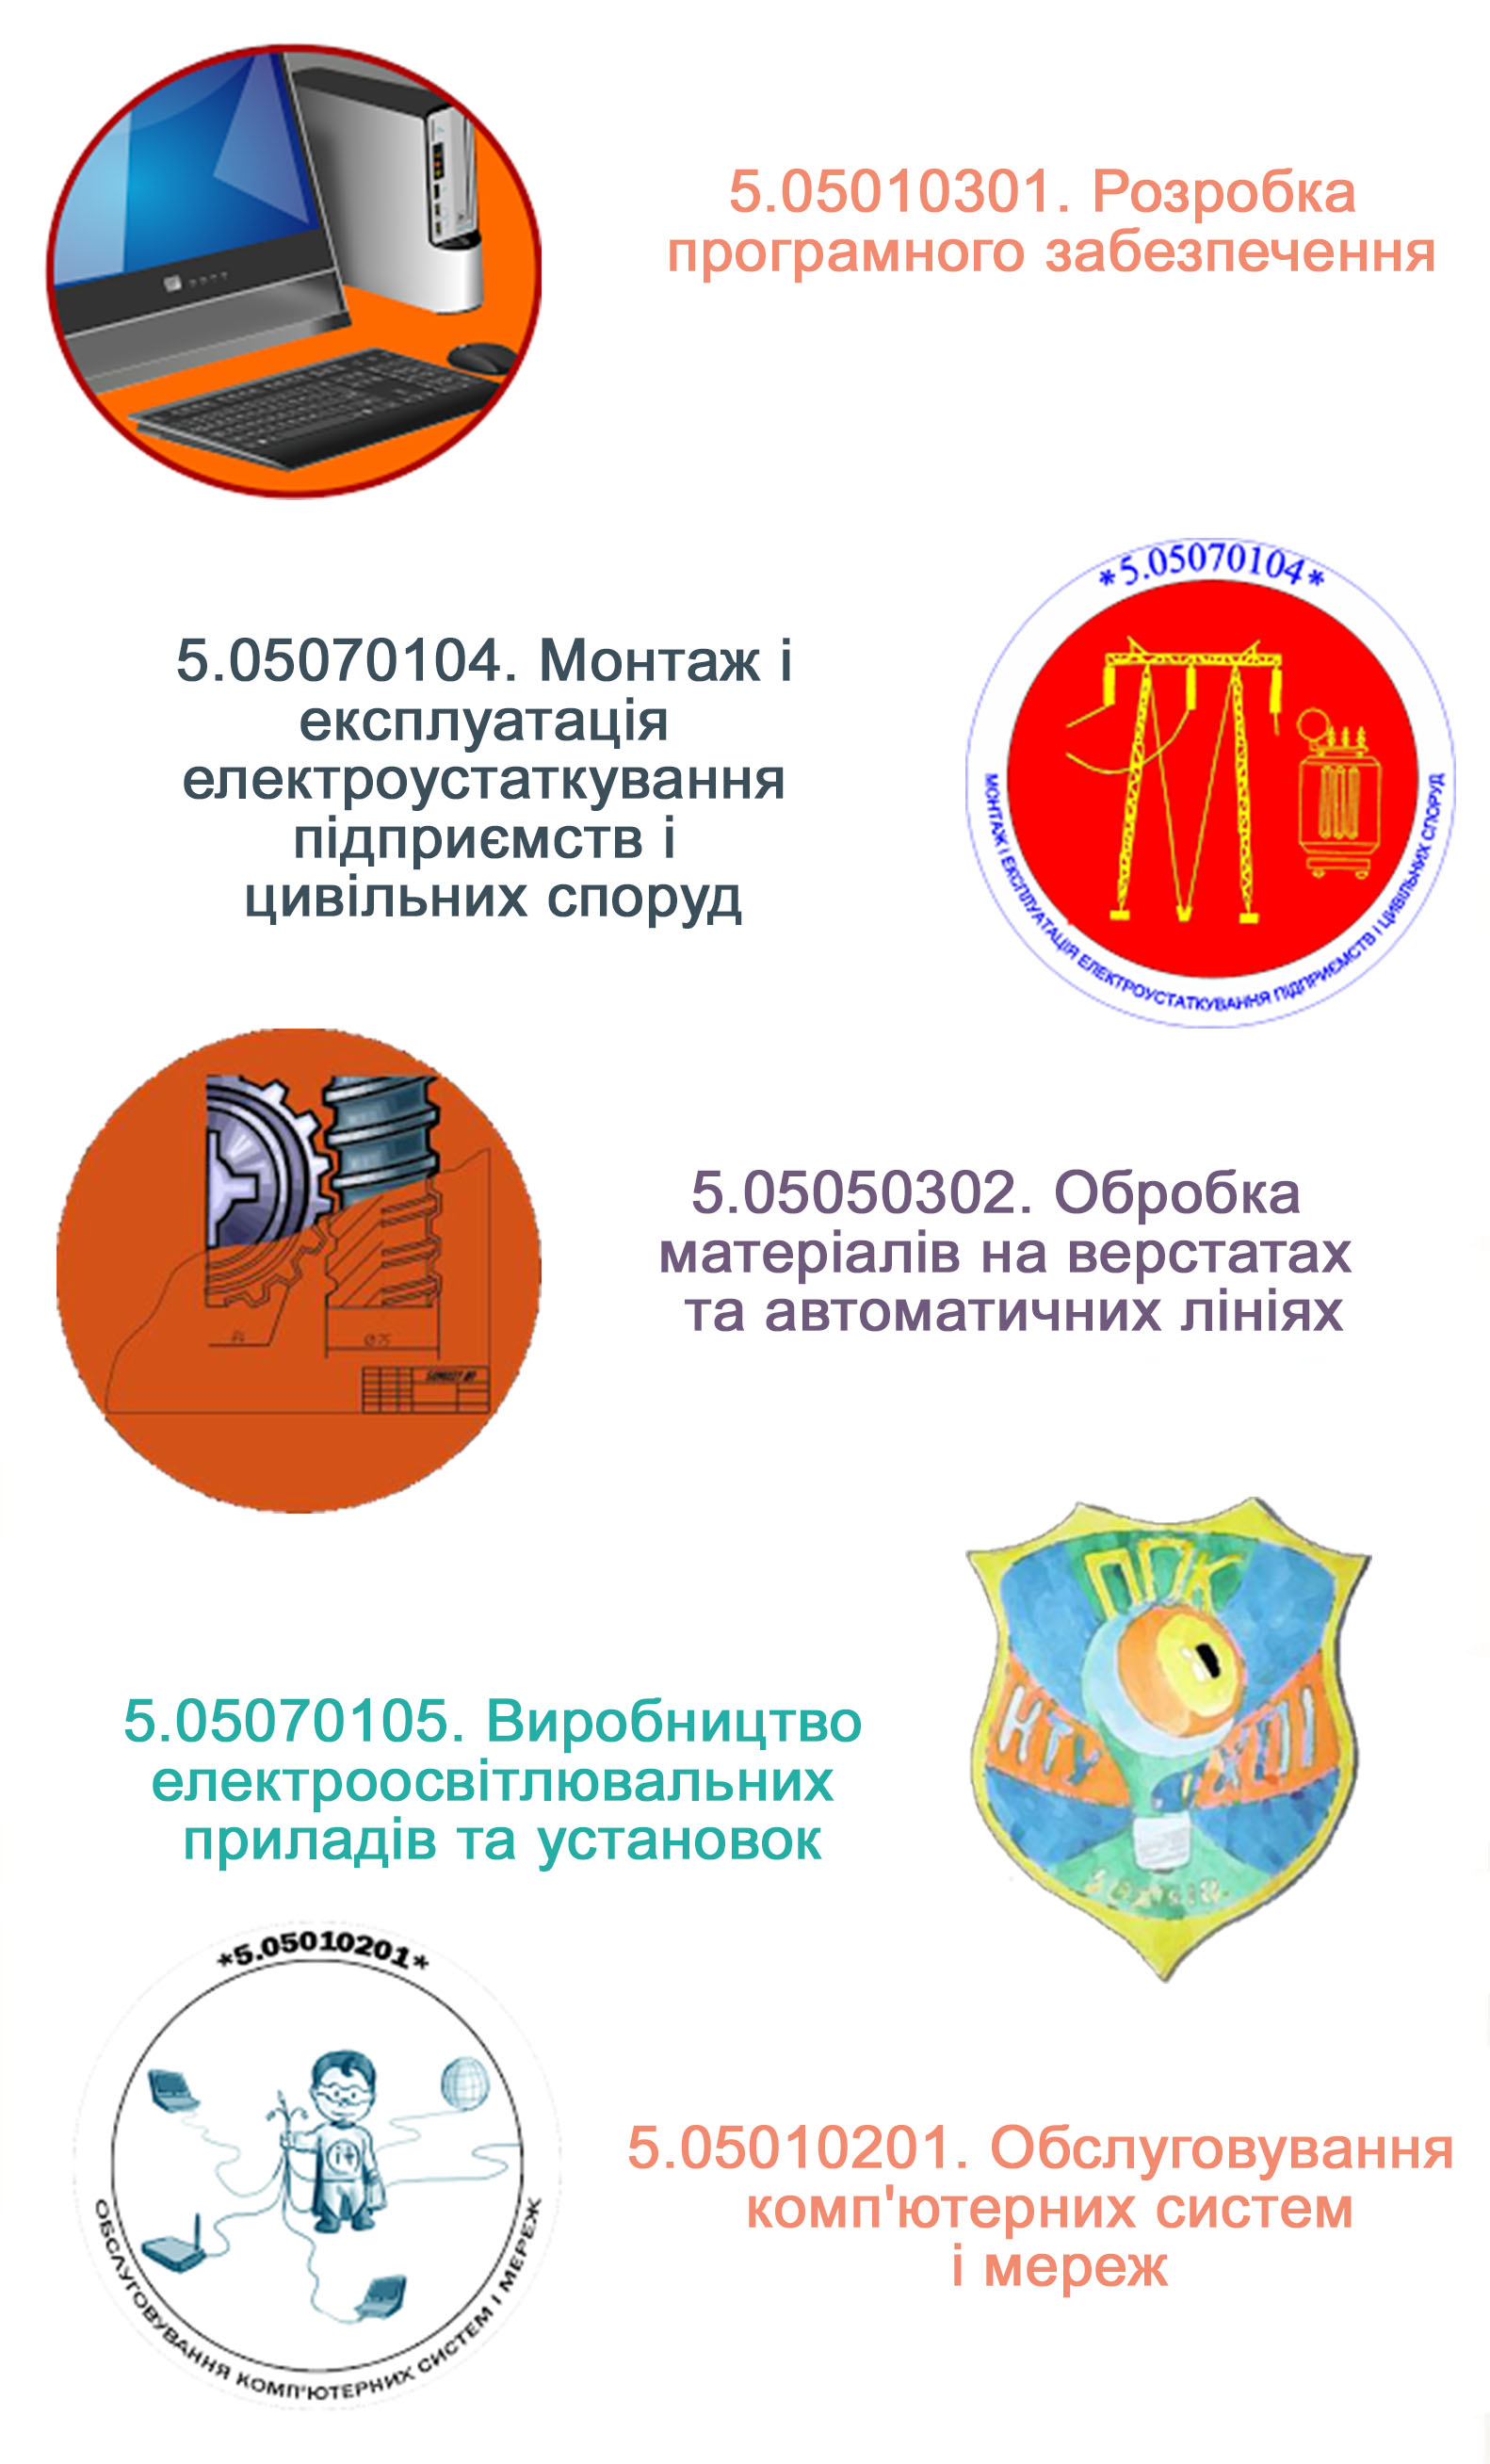 5.05010301. Розробка
програмного забезпечення
*5.05070104*
5.05070104. Монтаж і
експлуатація
електроустаткування
підприємств і
цивільних споруд
МОНТАЖ І ЕКСПЛУАТАЦІЯ ЕЛЕКТРОУСТАТКУВАННЯ ПІДПРИЄМСТВ І ЦИВІЛЬНИХ СПОРУД
5.05050302. Обробка
матеріалів на верстатах
та автоматичних лініях
Ø75
ППК
НТУ ХПІ
5.05070105. Виробництво
електроосвітлювальних
приладів та установок
*5.05010201*
it
5.05010201. Обслуговування
комп'ютерних систем
і мереж
ОБСЛУГОВУВАННЯ КОМП'ЮТЕРНИХ СИСТЕМ І МЕРЕЖ